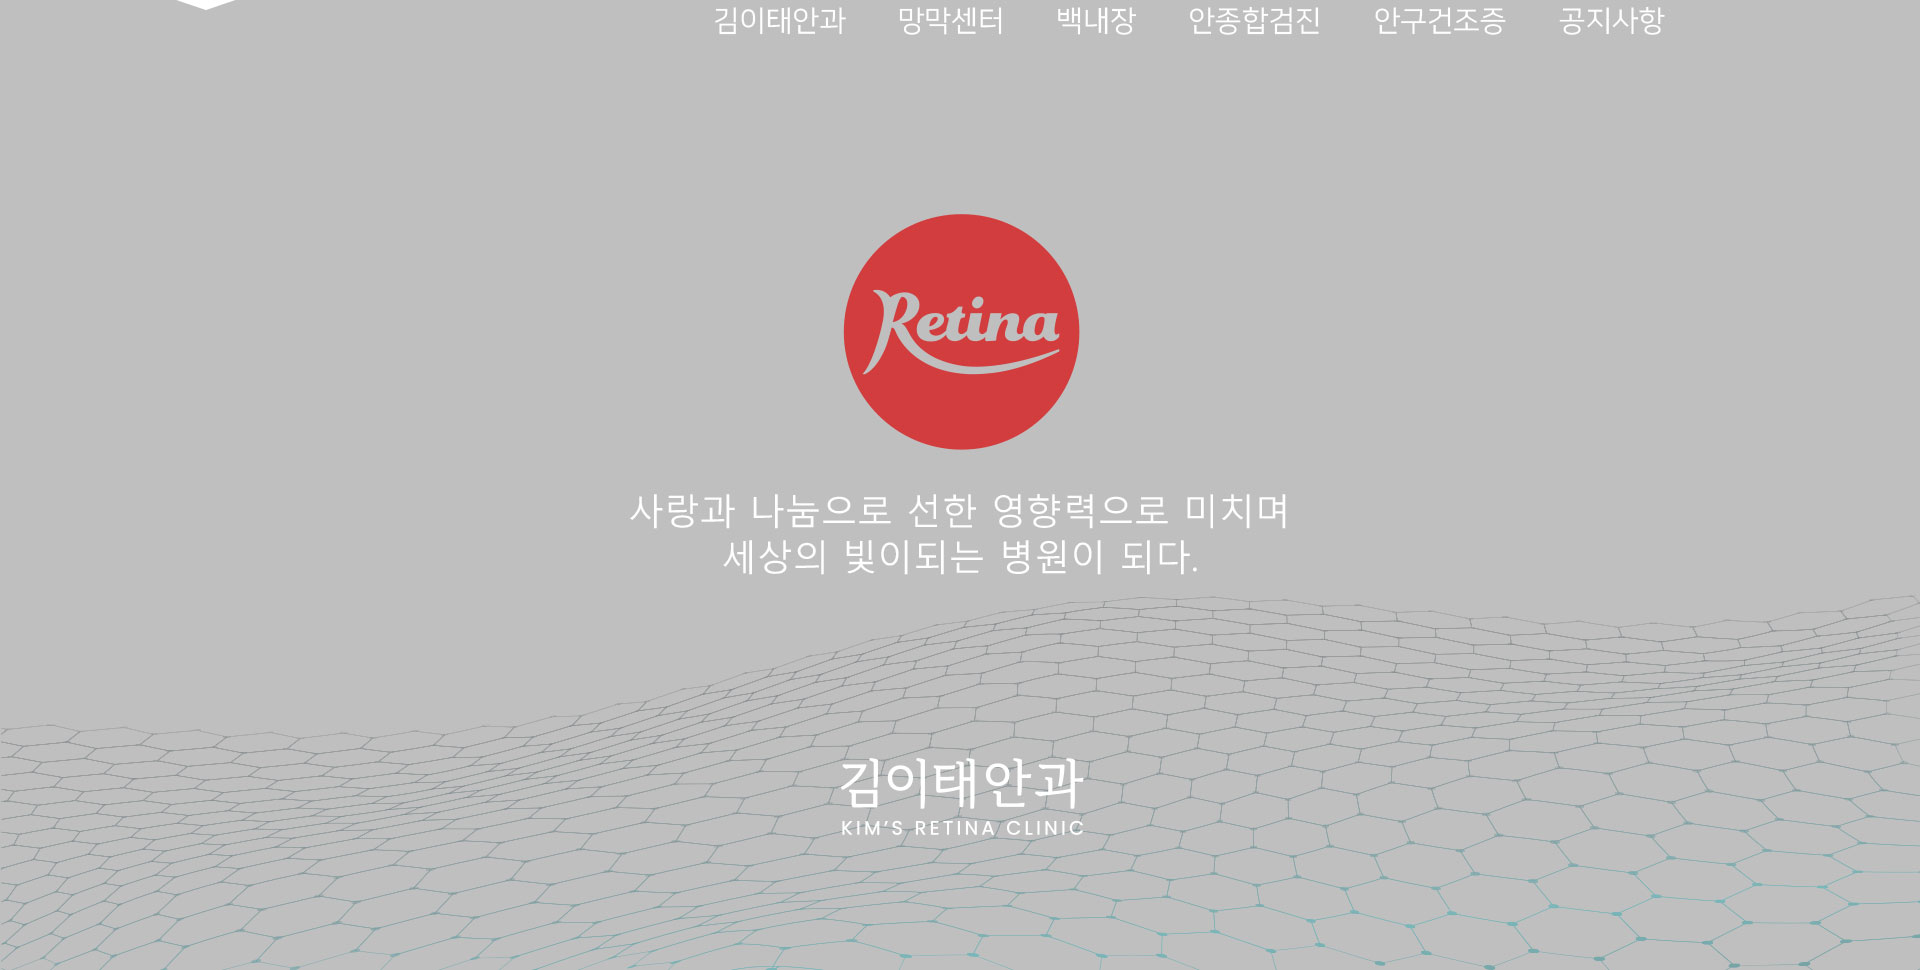 김이태안과 망막센터 백내장 안종합검진 안구건조증 공지사항
Retina
사랑과 나눔으로 선한 영향력으로 미치며
세상의 빛이되는 병원이 되다.
김이태안과
KIM’S RETINA CLINIC